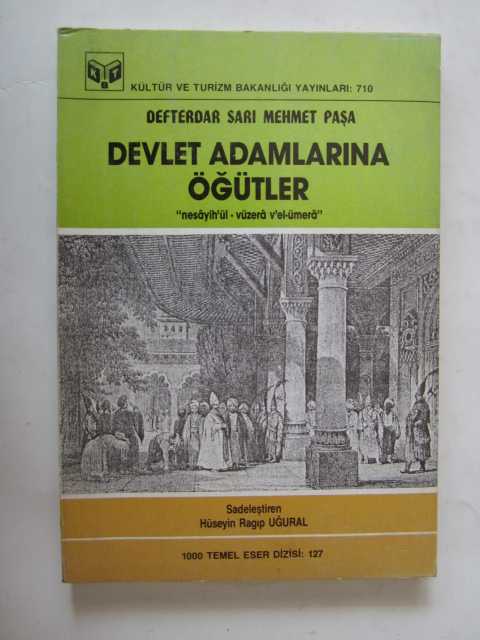 K T
B
KÜLTÜR VE TURİZM BAKANLIĞI YAYINLARI: 710
DEFTERDAR SARI MEHMET PAŞA
DEVLET ADAMLARINA
ÖĞÜTLER
"nesâyih'ül - vüzerâ v'el-ümerâ"
Sadeleştiren
Hüseyin Ragıp UĞURAL
1000 TEMEL ESER DİZİSİ: 127